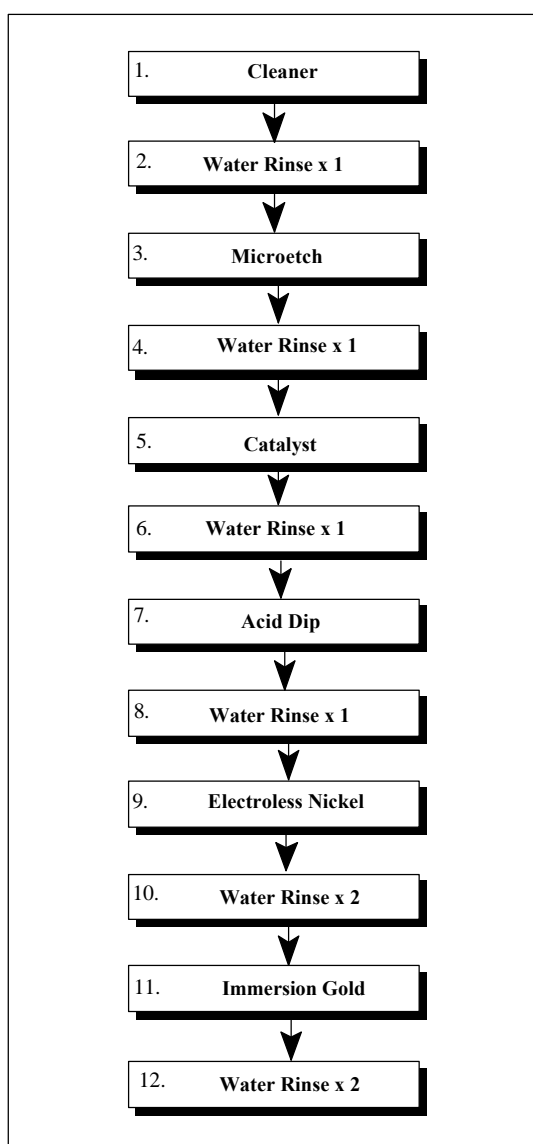 1. Cleaner
2. Water Rinse x 1
3. Microetch
4. Water Rinse x 1
5. Catalyst
6. Water Rinse x 1
7. Acid Dip
8. Water Rinse x 1
9. Electroless Nickel
10. Water Rinse x 2
11. Immersion Gold
12. Water Rinse x 2